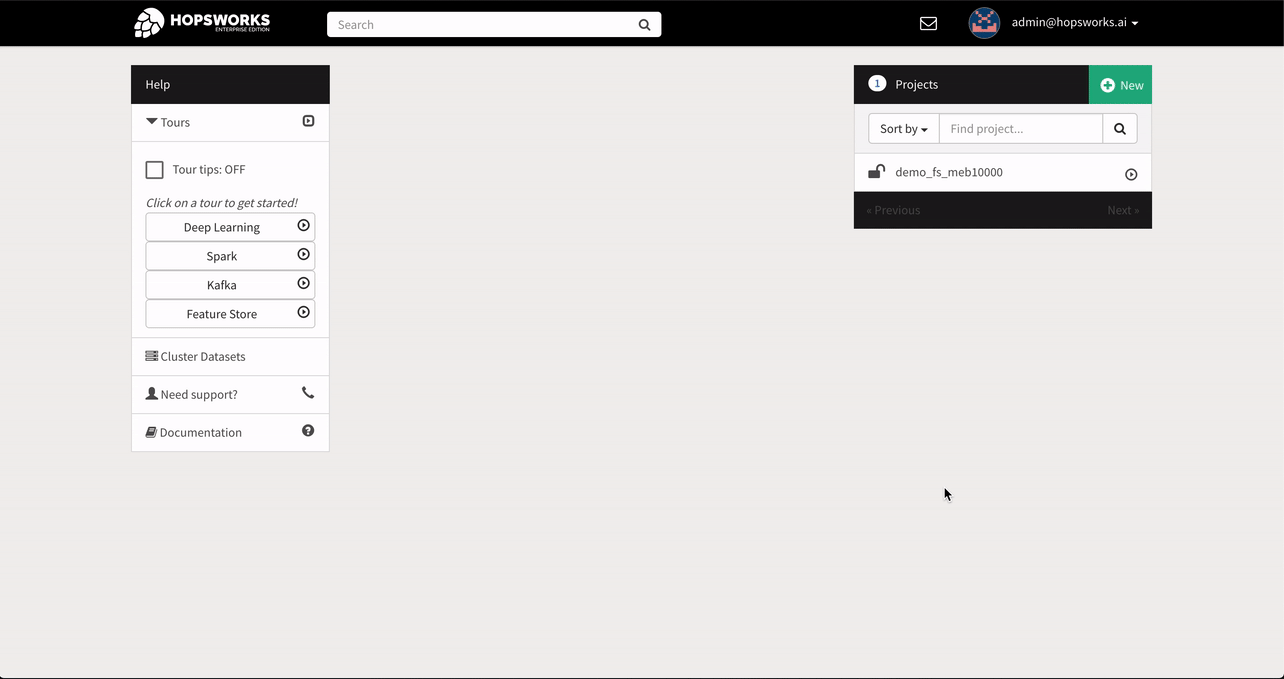 HOPSWORKS
ENTERPRISE EDITION
Search
admin@hopsworks.ai
Help
Tours
Tour tips: OFF
Click on a tour to get started!
Deep Learning
Spark
Kafka
Feature Store
Cluster Datasets
Need support?
Documentation
1 Projects
New
Sort by
Find project...
demo_fs_meb10000
« Previous
Next »